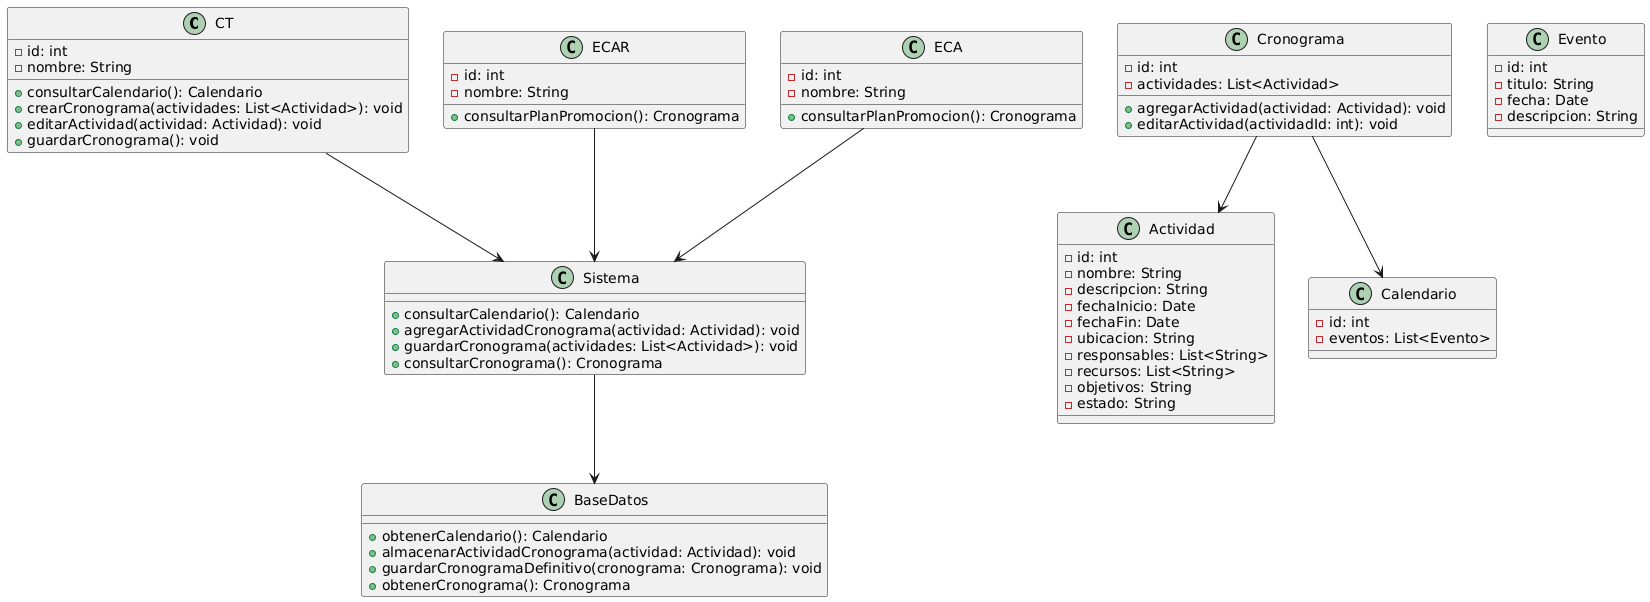 C CT
- id: int
- nombre: String
consultarCalendario(): Calendario
crearCronograma(actividades: List<Actividad>): void
editarActividad(actividad: Actividad): void
guardarCronograma(): void
C ECAR
id: int
nombre: String
consultarPlanPromocion(): Cronograma
C ECA
id: int
nombre: String
consultarPlanPromocion(): Cronograma
C Cronograma
id: int
actividades: List<Actividad>
agregarActividad(actividad: Actividad): void
editarActividad(actividadId: int): void
C Evento
id: int
titulo: String
fecha: Date
descripcion: String
C Sistema
consultarCalendario(): Calendario
agregarActividadCronograma(actividad: Actividad): void
guardarCronograma(actividades: List<Actividad>): void
consultarCronograma(): Cronograma
C Actividad
id: int
nombre: String
descripcion: String
fechaInicio: Date
fechaFin: Date
ubicacion: String
responsables: List<String>
recursos: List<String>
objetivos: String
estado: String
C Calendario
id: int
eventos: List<Evento>
C BaseDatos
obtenerCalendario(): Calendario
almacenarActividadCronograma(actividad: Actividad): void
guardarCronogramaDefinitivo(cronograma: Cronograma): void
obtenerCronograma(): Cronograma